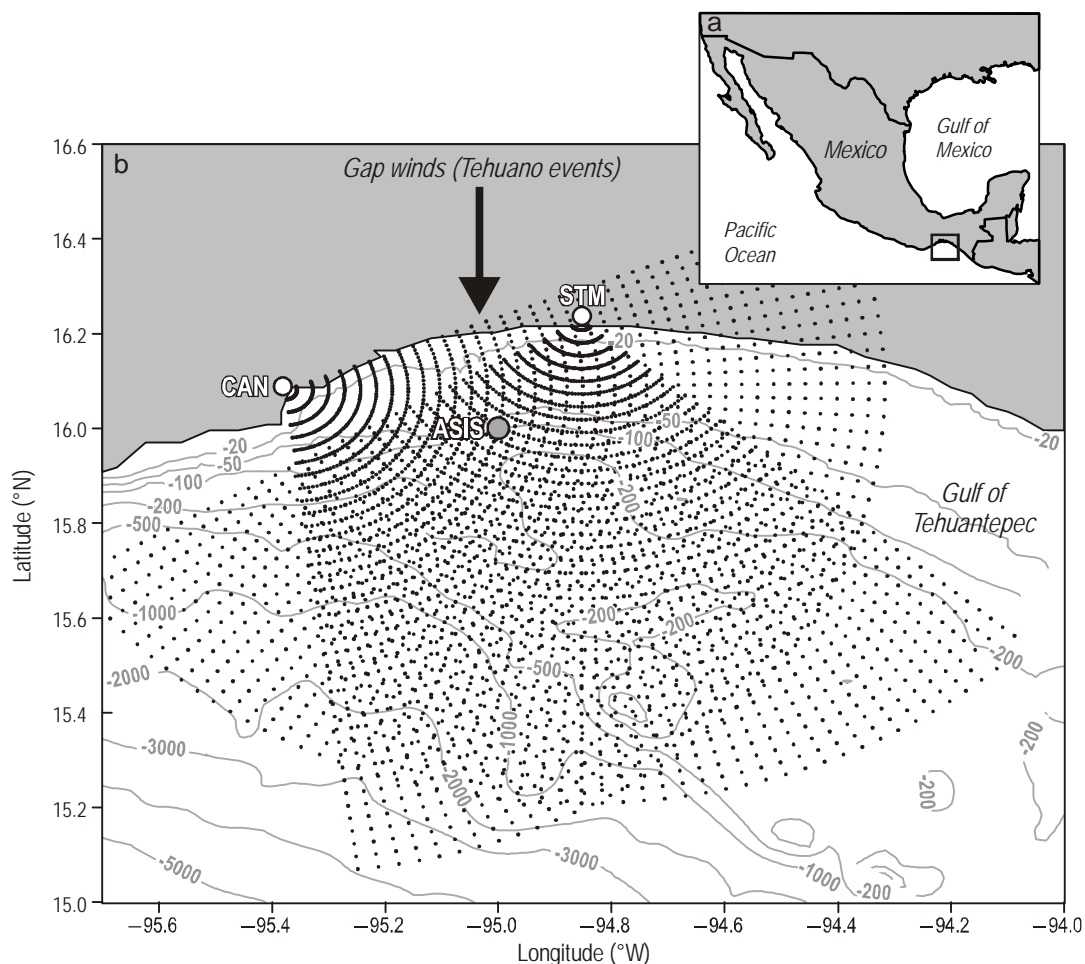 a
Gulf of
Mexico
Mexico
Pacific
Ocean
b
Gap winds (Tehuano events)
STM
CAN
ASIS
Gulf of
Tehuantepec
-20
-20
-50
-100
-200
-500
-1000
-2000
-3000
-5000
-50
-100
-200
-20
-200
-200
-500
-1000
-2000
-3000
-1000
-200
-200
-200
-200
16.6
16.4
16.2
16.0
15.8
15.6
15.4
15.2
15.0
Latitude (°N)
−95.6
−95.4
−95.2
−95.0
−94.8
−94.6
−94.4
−94.2
−94.0
Longitude (°W)